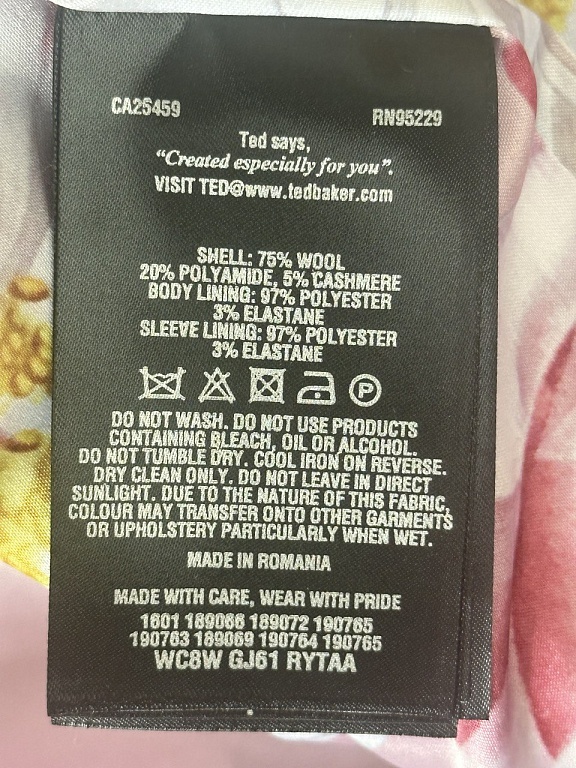 CA25459 RN95229
Ted says,
“Created especially for you”.
VISIT TED@www.tedbaker.com
SHELL: 75% WOOL
20% POLYAMIDE, 5% CASHMERE
BODY LINING: 97% POLYESTER
3% ELASTANE
SLEEVE LINING: 97% POLYESTER
3% ELASTANE
P
DO NOT WASH. DO NOT USE PRODUCTS
CONTAINING BLEACH, OIL OR ALCOHOL.
DO NOT TUMBLE DRY. COOL IRON ON REVERSE.
DRY CLEAN ONLY. DO NOT LEAVE IN DIRECT
SUNLIGHT. DUE TO THE NATURE OF THIS FABRIC,
COLOUR MAY TRANSFER ONTO OTHER GARMENTS
OR UPHOLSTERY PARTICULARLY WHEN WET.
MADE IN ROMANIA
MADE WITH CARE, WEAR WITH PRIDE
1601 189066 189072 190765
190763 189069 190764 190765
WC8W GJ61 RYTAA